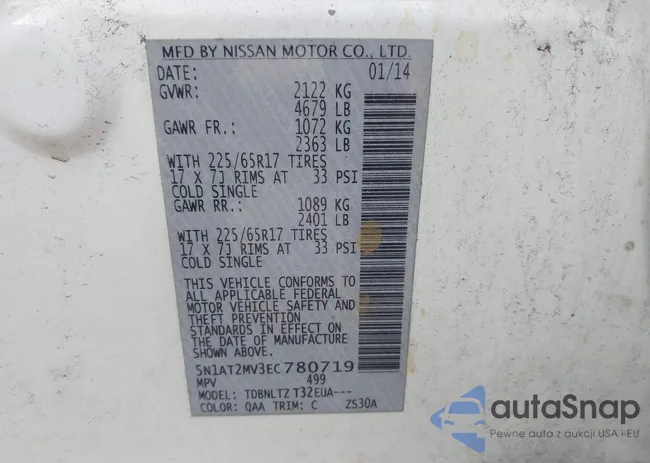 MFD BY NISSAN MOTOR CO., LTD.
DATE: 01/14
GVWR: 2122 KG
4679 LB
GAWR FR.: 1072 KG
2363 LB
WITH 225/65R17 TIRES
17 X 7J RIMS AT 33 PSI
COLD SINGLE
GAWR RR.: 1089 KG
2401 LB
WITH 225/65R17 TIRES
17 X 7J RIMS AT 33 PSI
COLD SINGLE
THIS VEHICLE CONFORMS TO
ALL APPLICABLE FEDERAL
MOTOR VEHICLE SAFETY AND
THEFT PREVENTION
STANDARDS IN EFFECT ON
THE DATE OF MANUFACTURE
SHOWN ABOVE.
5N1AT2MV3EC780719
MPV 499
MODEL: TDBNLTZ T32EUA---
COLOR: QAA TRIM: C ZS30A
autoSnap
Pewne auta z aukcji USA i EU